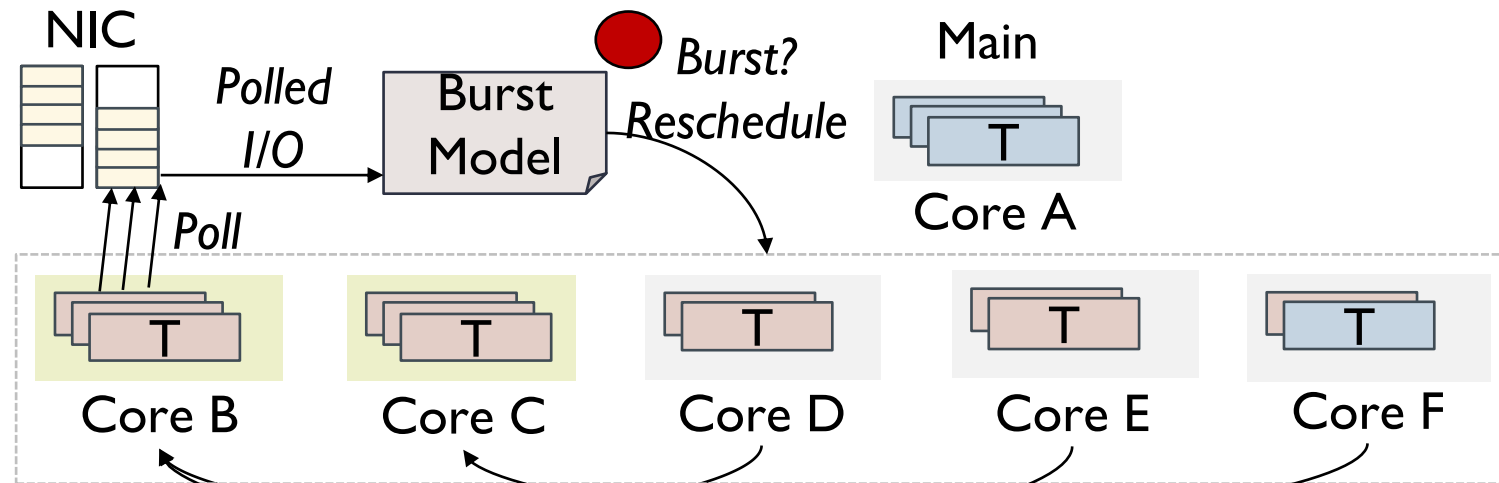 NIC
Polled
I/O
Poll
Burst
Model
Burst?
Reschedule
Main
T
Core A
T
Core B
T
Core C
T
Core D
T
Core E
T
Core F